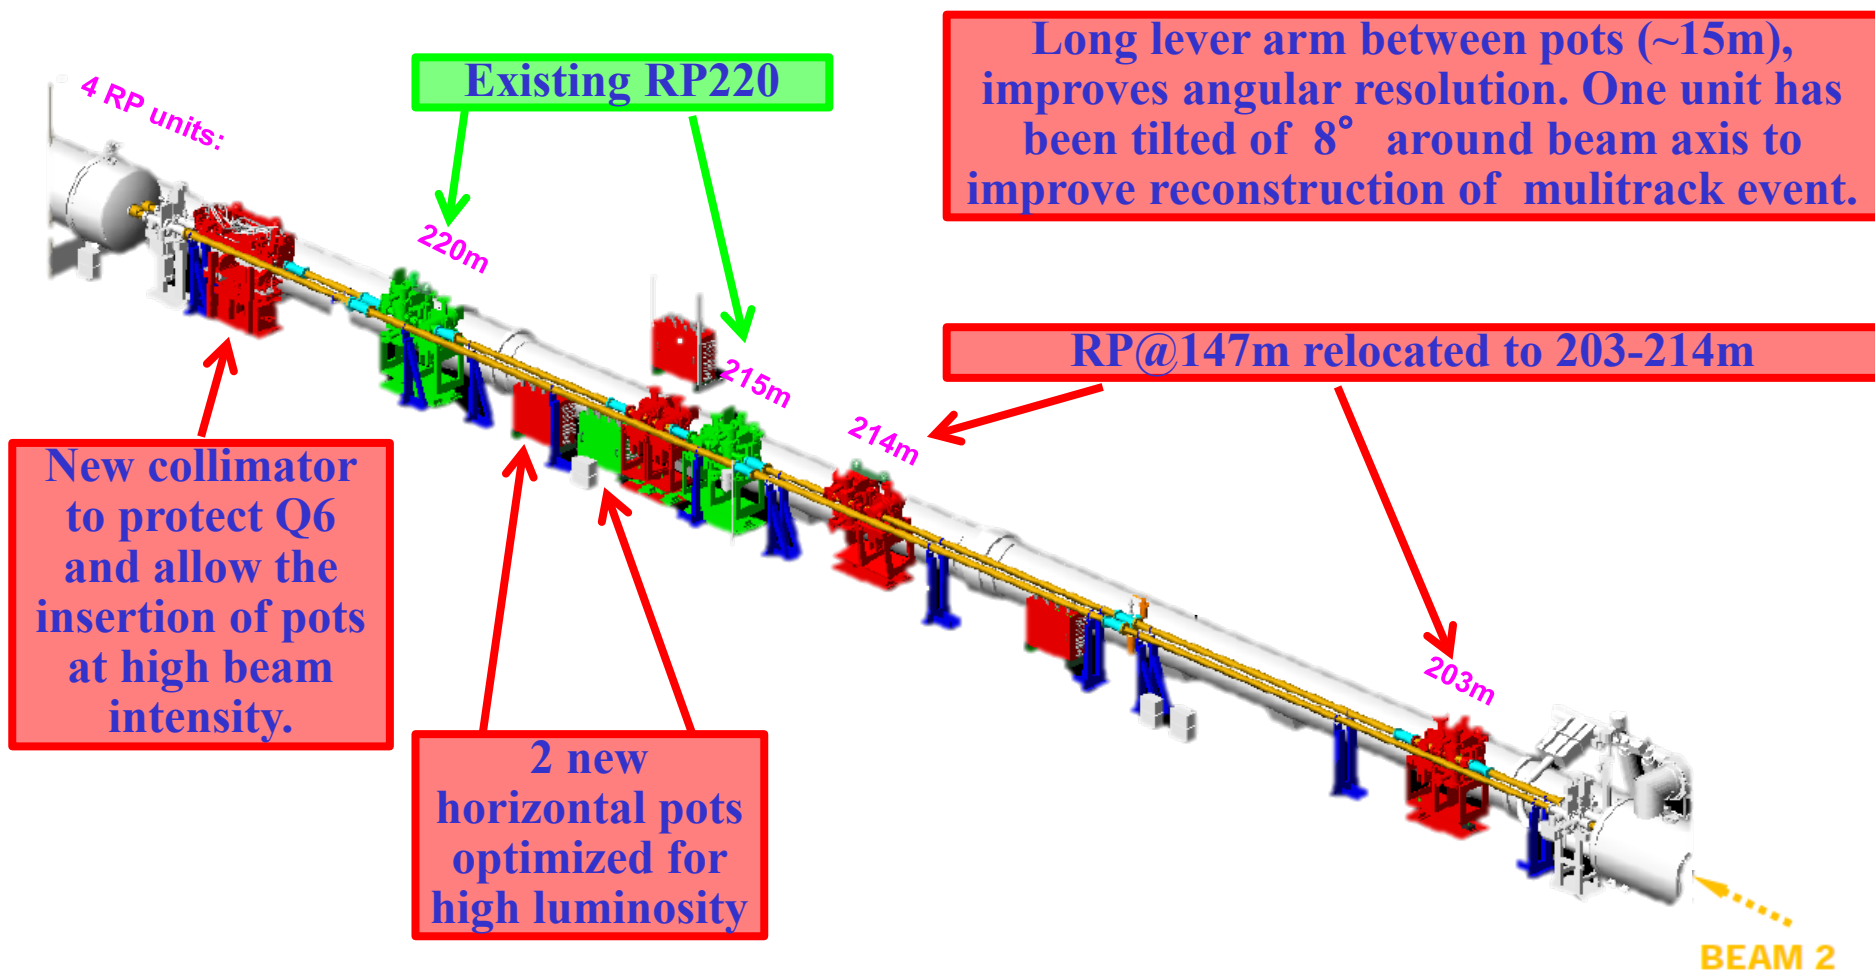 4 RP units:
Existing RP220
Long lever arm between pots (~15m),
improves angular resolution. One unit has
been tilted of 8° around beam axis to
improve reconstruction of mulitrack event.
220m
215m
RP@147m relocated to 203-214m
214m
New collimator
to protect Q6
and allow the
insertion of pots
at high beam
intensity.
203m
2 new
horizontal pots
optimized for
high luminosity
BEAM 2